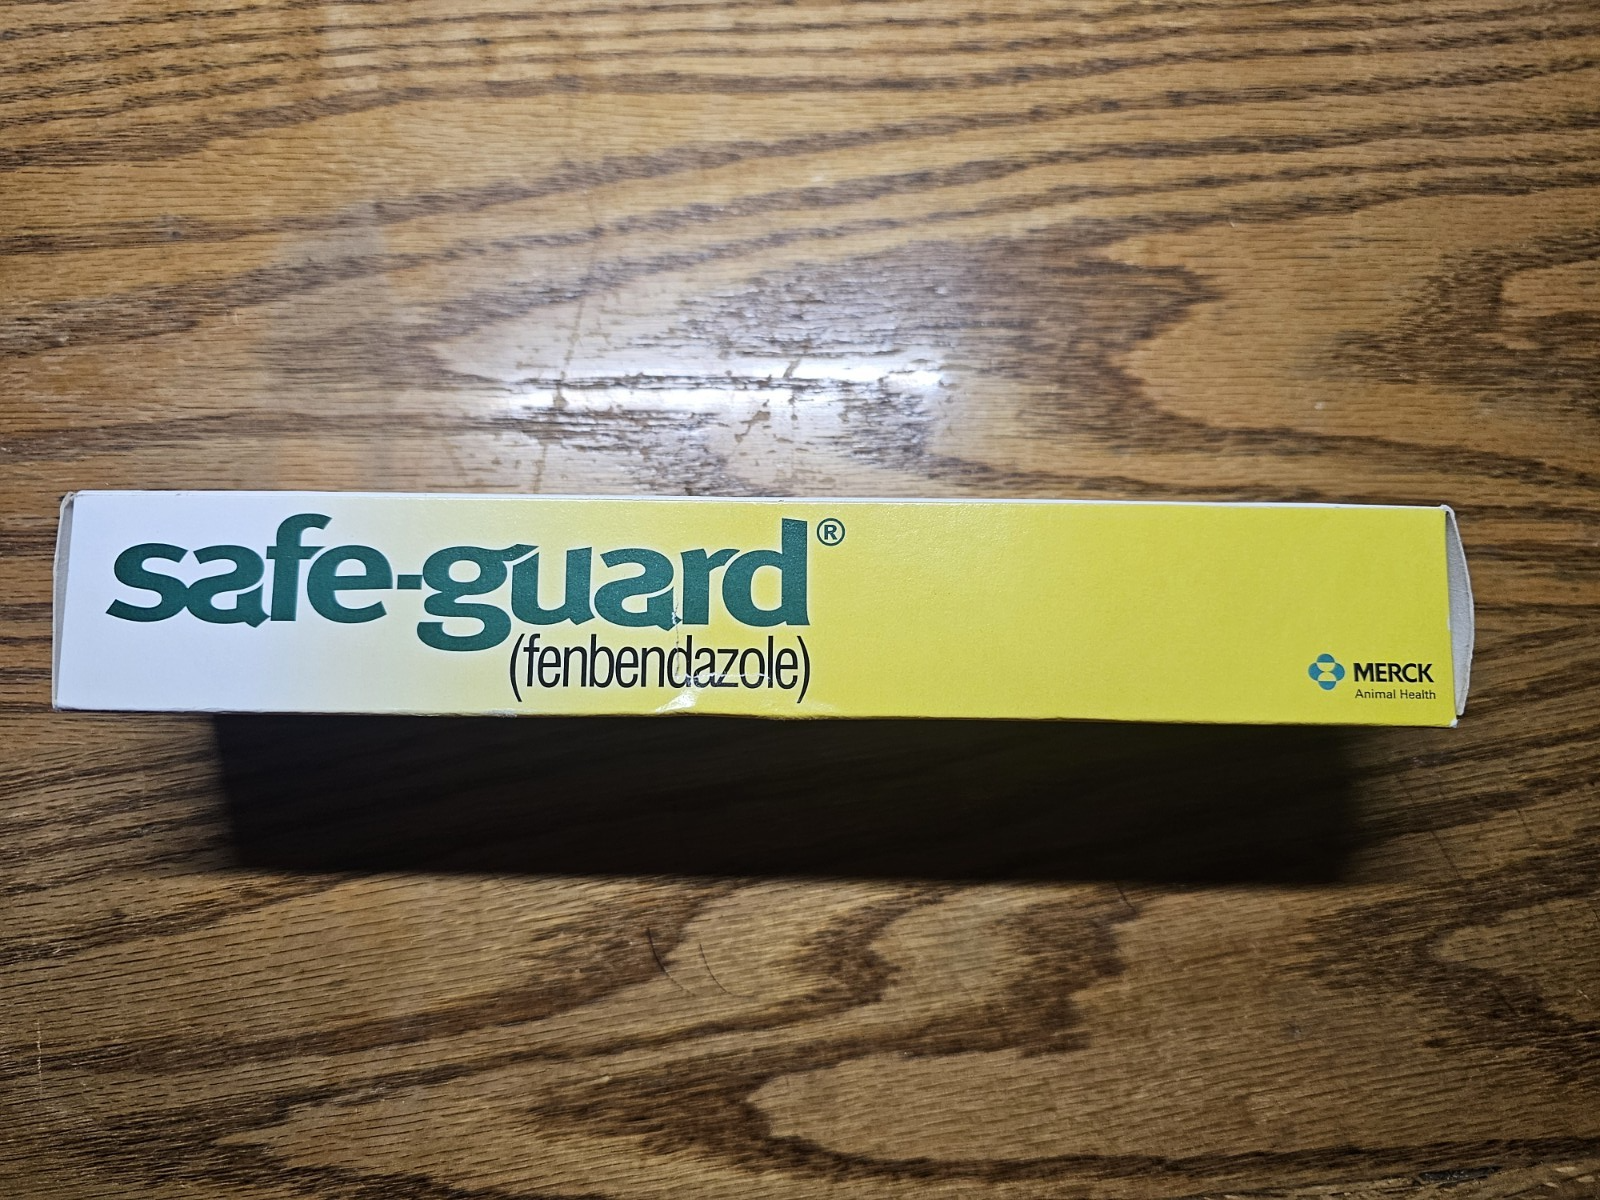 safe-guard®
(fenbendazole)
MERCK
Animal Health